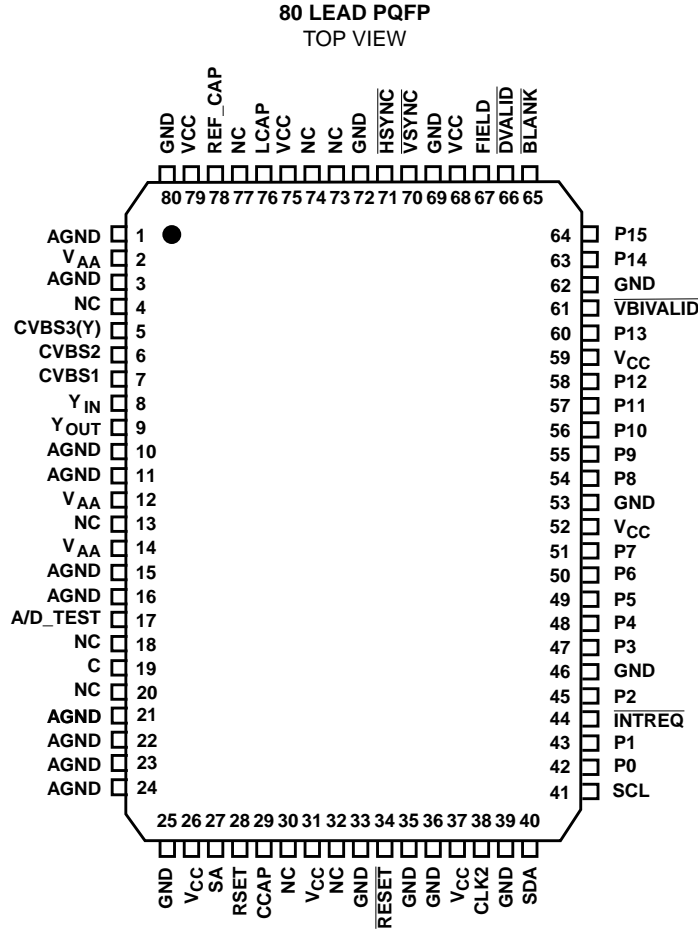 80 LEAD PQFP
TOP VIEW
GND VCC REF_CAP NC LCAP VCC NC NC GND HSYNC VSYNC GND VCC FIELD DVALID BLANK
80 79 78 77 76 75 74 73 72 71 70 69 68 67 66 65
AGND 1 64 P15
VAA 2 63 P14
AGND 3 62 GND
NC 4 61 VBIVALID
CVBS3(Y) 5 60 P13
CVBS2 6 59 VCC
CVBS1 7 58 P12
YIN 8 57 P11
YOUT 9 56 P10
AGND 10 55 P9
AGND 11 54 P8
VAA 12 53 GND
NC 13 52 VCC
VAA 14 51 P7
AGND 15 50 P6
AGND 16 49 P5
A/D_TEST 17 48 P4
NC 18 47 P3
C 19 46 GND
NC 20 45 P2
AGND 21 44 INTREQ
AGND 22 43 P1
AGND 23 42 P0
AGND 24 41 SCL
25 26 27 28 29 30 31 32 33 34 35 36 37 38 39 40
GND VCC SA RSET CCAP NC VCC NC GND RESET GND GND VCC CLK2 GND SDA